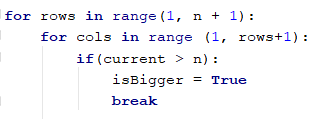 for rows in range(1, n + 1):
    for cols in range (1, rows+1):
        if(current > n):
            isBigger = True
            break